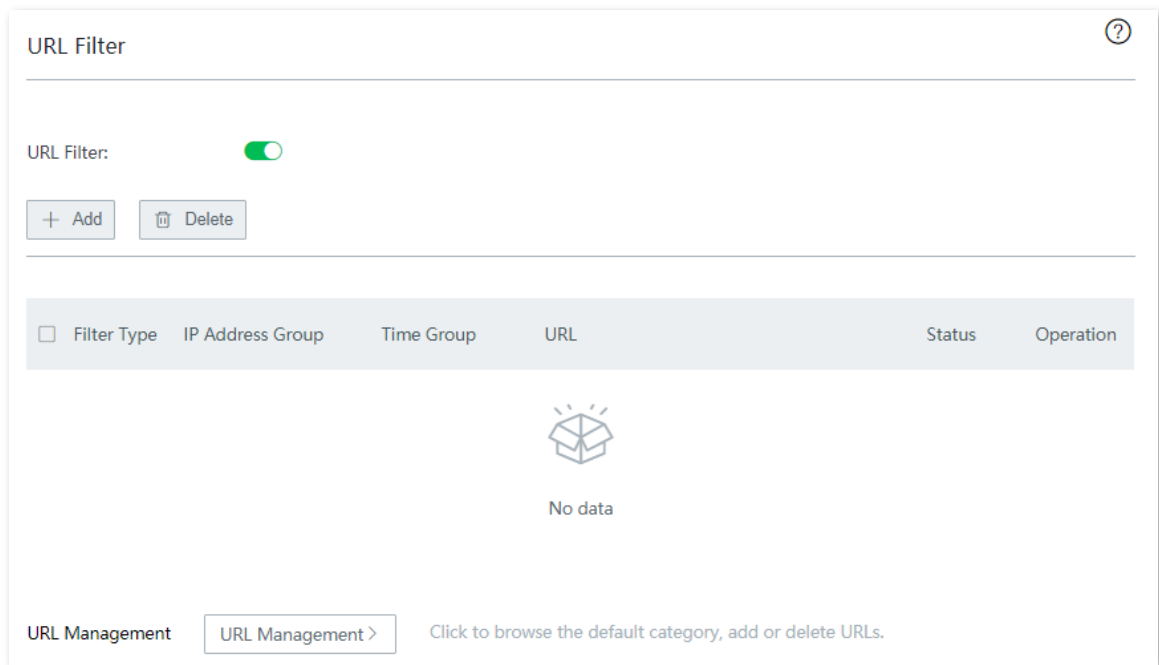 URL Filter
?
URL Filter:
+ Add Delete
Filter Type IP Address Group Time Group URL Status Operation
No data
URL Management URL Management > Click to browse the default category, add or delete URLs.